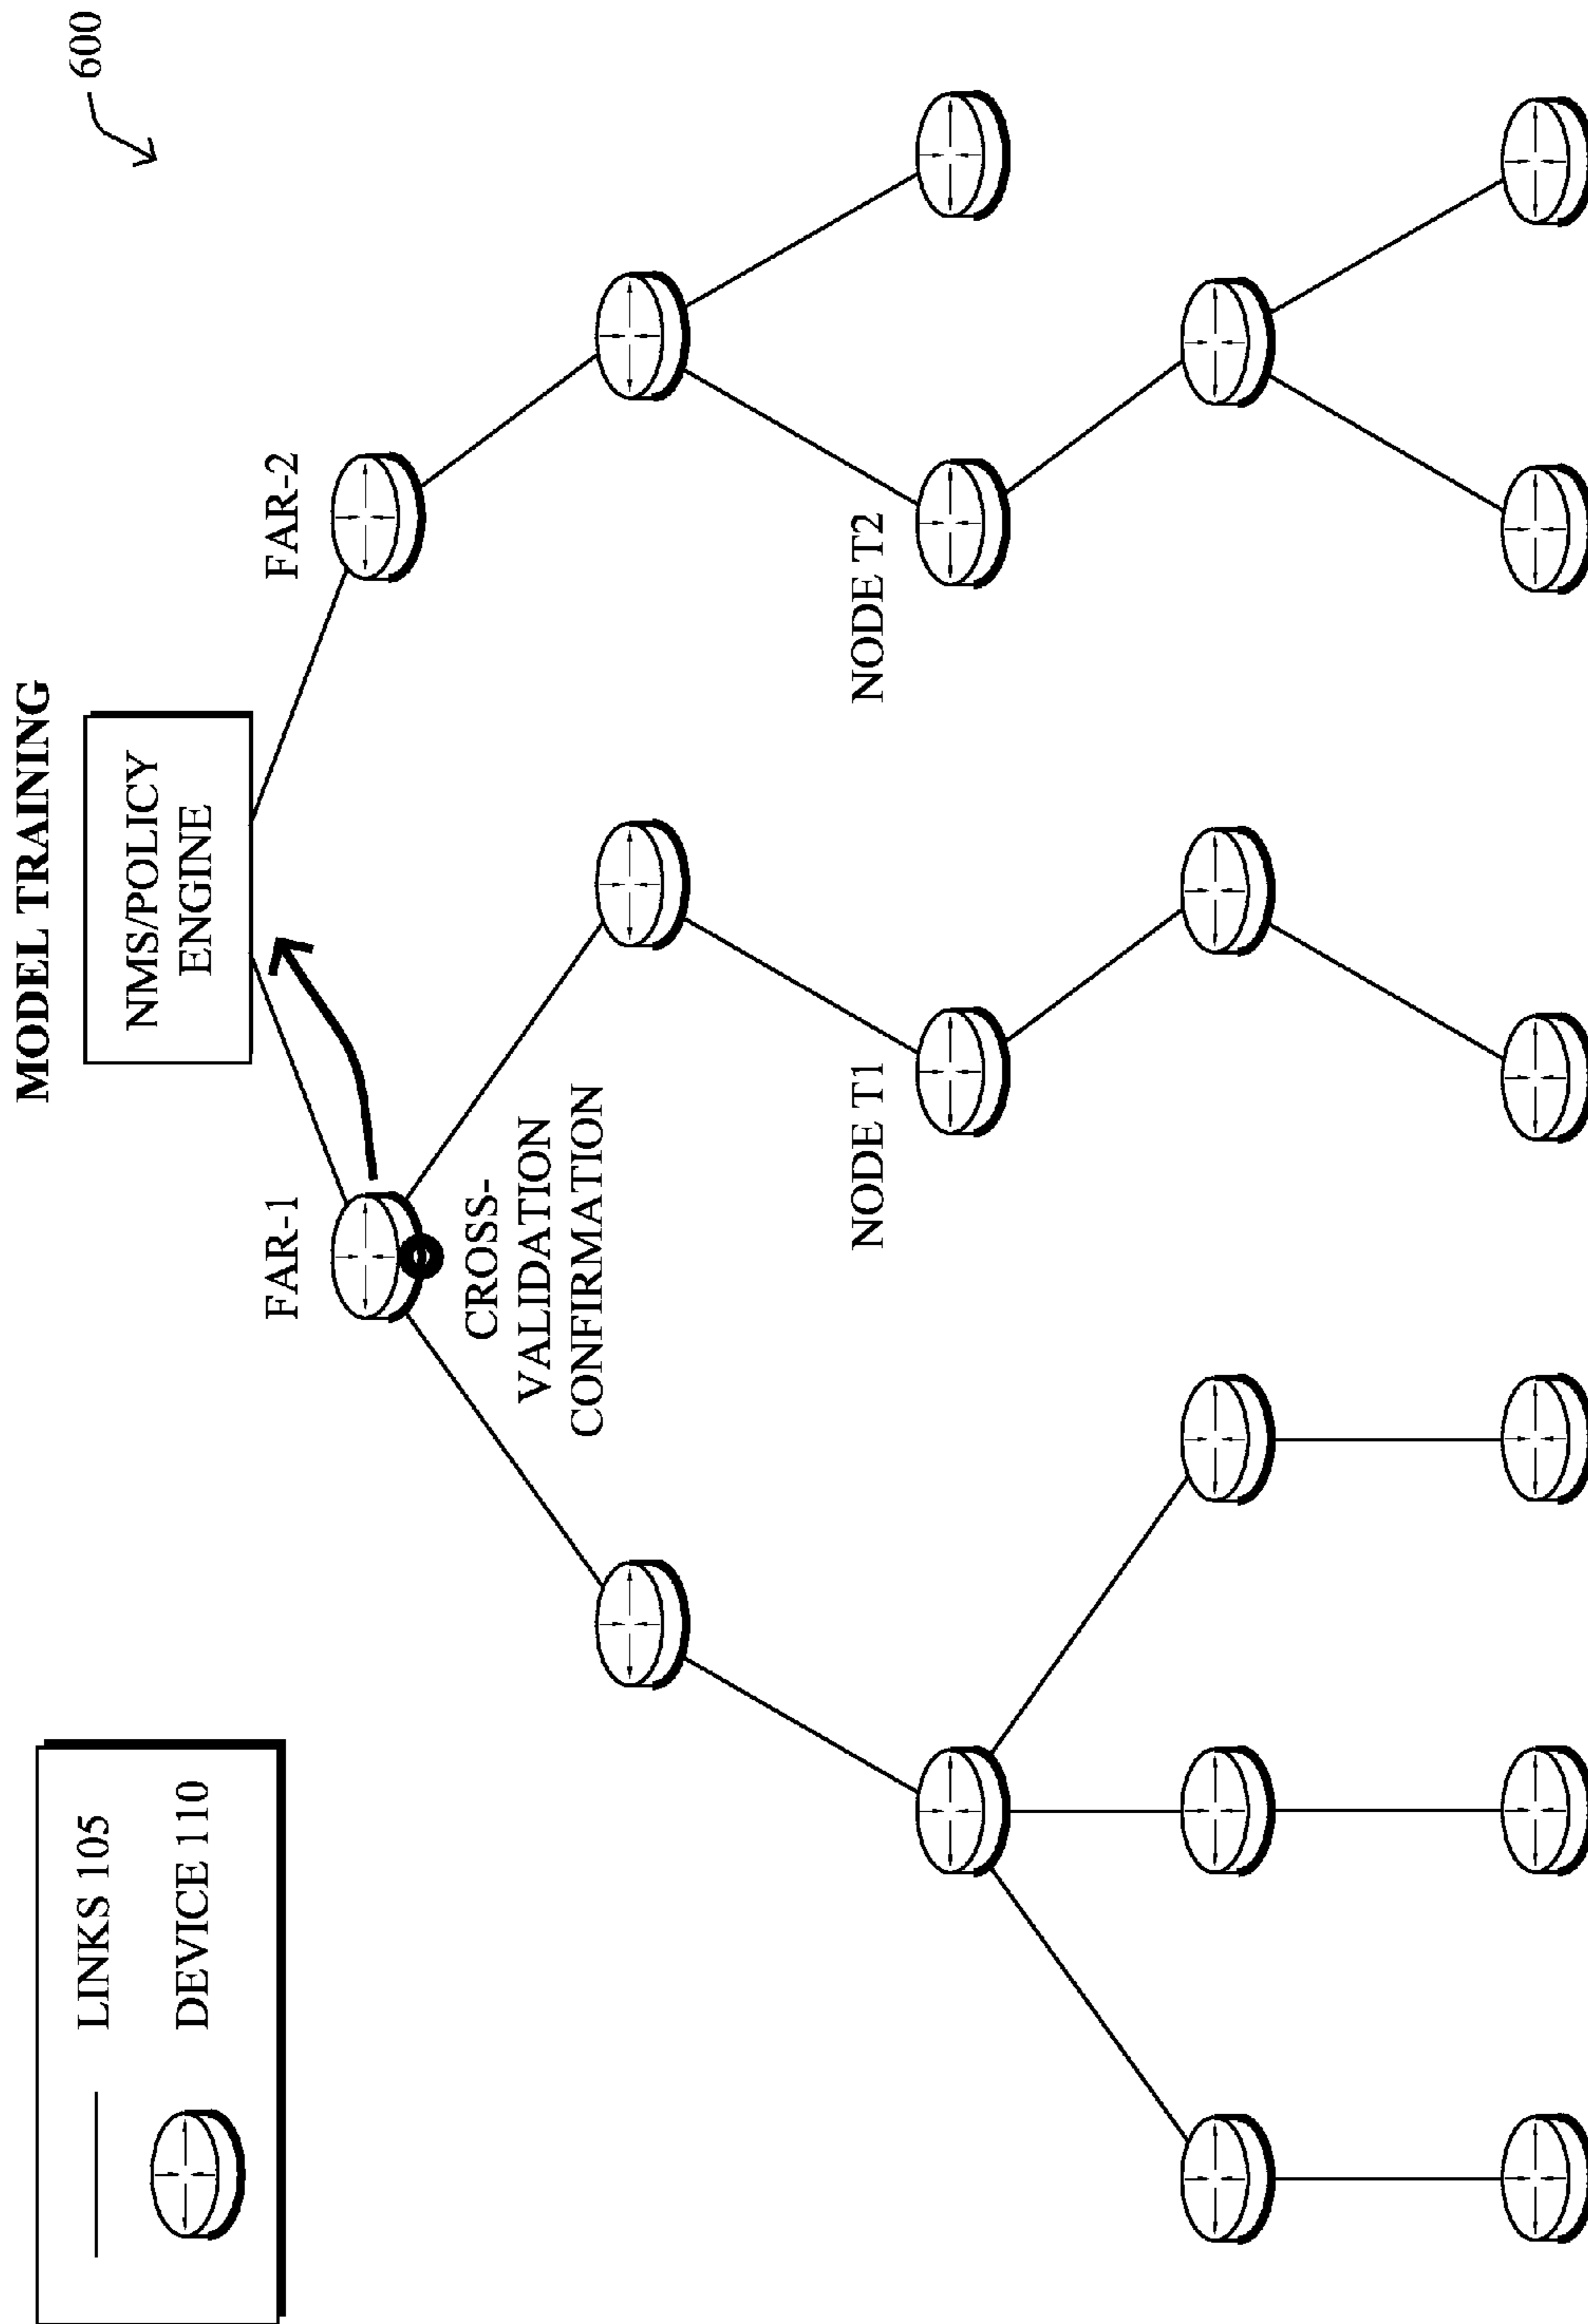 MODEL TRAINING
600
LINKS 105
DEVICE 110
NMS/POLICY
ENGINE
FAR-1
FAR-2
CROSS-
VALIDATION
CONFIRMATION
NODE T1
NODE T2